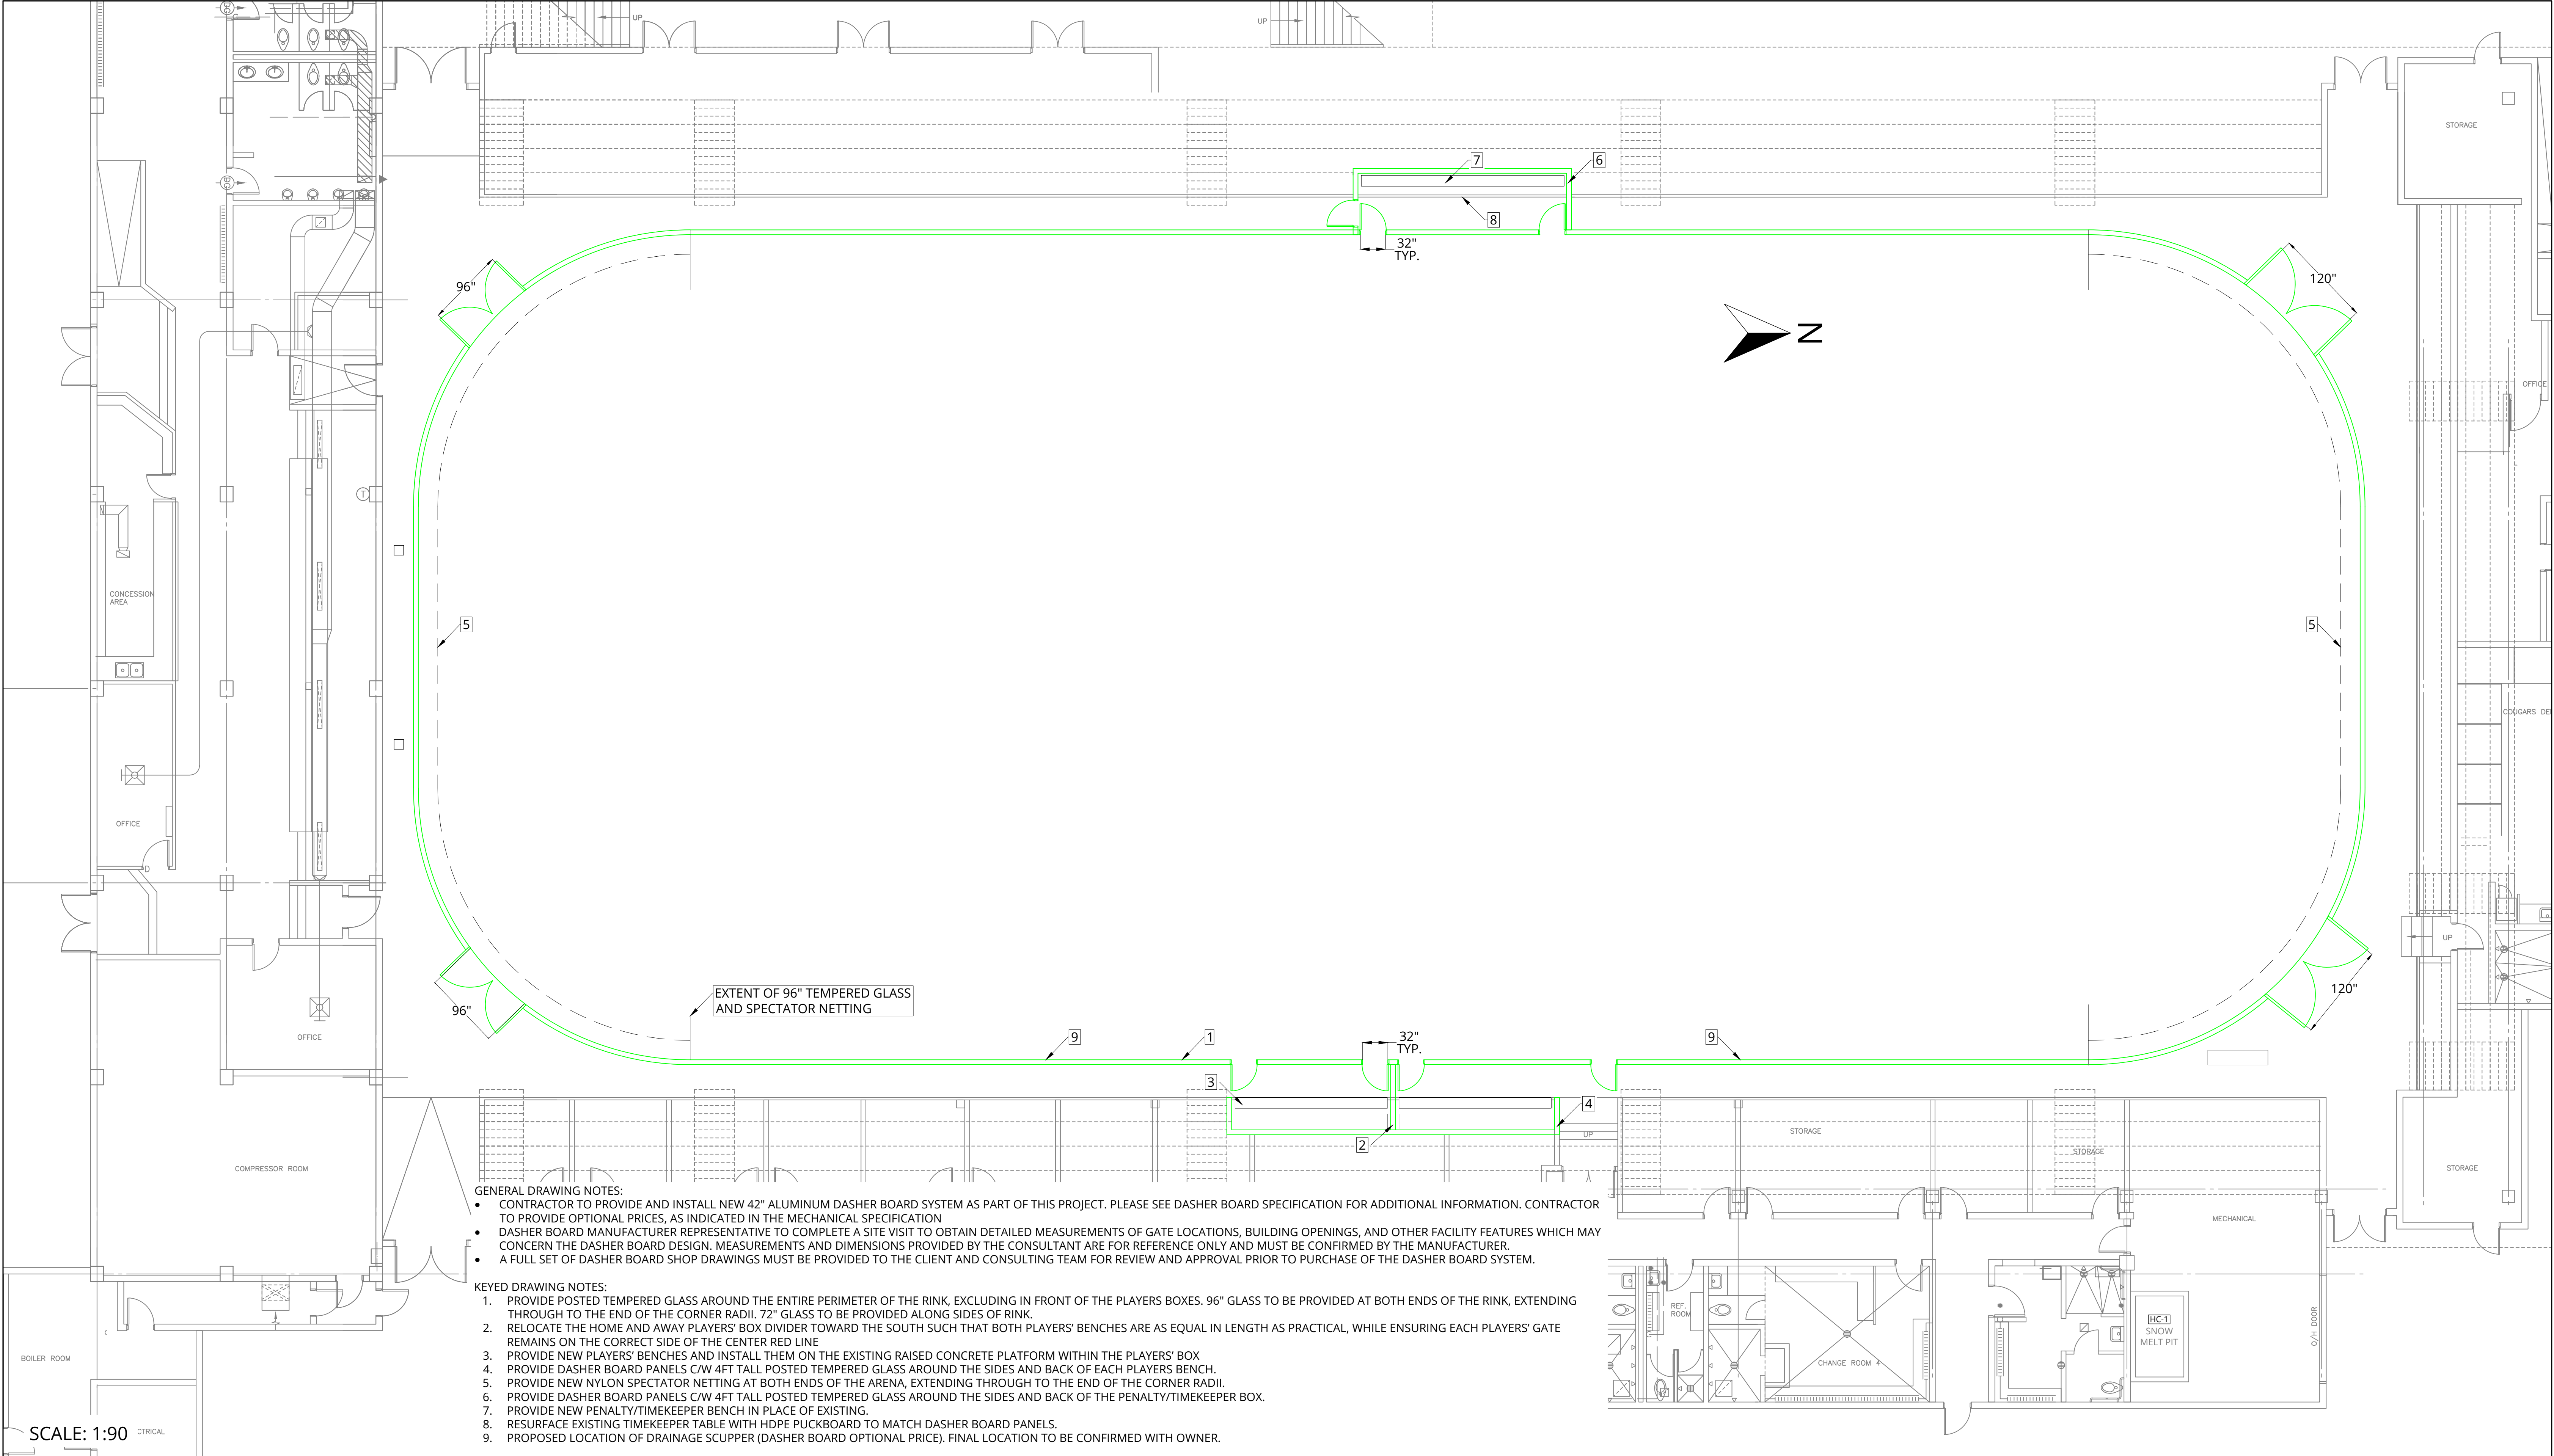 UP
UP
STORAGE
7
6
8
32"
TYP.
96"
120"
N
OFFICE
T
CONCESSION
AREA
5
5
COUGARS
OFFICE
D
UP
EXTENT OF 96" TEMPERED GLASS
AND SPECTATOR NETTING
96"
120"
OFFICE
9
1
32"
TYP.
9
3
4
2
UP
STORAGE
STORAGE
STORAGE
COMPRESSOR ROOM
MECHANICAL
GENERAL DRAWING NOTES:
• CONTRACTOR TO PROVIDE AND INSTALL NEW 42" ALUMINUM DASHER BOARD SYSTEM AS PART OF THIS PROJECT. PLEASE SEE DASHER BOARD SPECIFICATION FOR ADDITIONAL INFORMATION. CONTRACTOR
TO PROVIDE OPTIONAL PRICES, AS INDICATED IN THE MECHANICAL SPECIFICATION
• DASHER BOARD MANUFACTURER REPRESENTATIVE TO COMPLETE A SITE VISIT TO OBTAIN DETAILED MEASUREMENTS OF GATE LOCATIONS, BUILDING OPENINGS, AND OTHER FACILITY FEATURES WHICH MAY
CONCERN THE DASHER BOARD DESIGN. MEASUREMENTS AND DIMENSIONS PROVIDED BY THE CONSULTANT ARE FOR REFERENCE ONLY AND MUST BE CONFIRMED BY THE MANUFACTURER.
• A FULL SET OF DASHER BOARD SHOP DRAWINGS MUST BE PROVIDED TO THE CLIENT AND CONSULTING TEAM FOR REVIEW AND APPROVAL PRIOR TO PURCHASE OF THE DASHER BOARD SYSTEM.
KEYED DRAWING NOTES:
1. PROVIDE POSTED TEMPERED GLASS AROUND THE ENTIRE PERIMETER OF THE RINK, EXCLUDING IN FRONT OF THE PLAYERS BOXES. 96" GLASS TO BE PROVIDED AT BOTH ENDS OF THE RINK, EXTENDING
THROUGH TO THE END OF THE CORNER RADII. 72" GLASS TO BE PROVIDED ALONG SIDES OF RINK.
2. RELOCATE THE HOME AND AWAY PLAYERS' BOX DIVIDER TOWARD THE SOUTH SUCH THAT BOTH PLAYERS' BENCHES ARE AS EQUAL IN LENGTH AS PRACTICAL, WHILE ENSURING EACH PLAYERS' GATE
REMAINS ON THE CORRECT SIDE OF THE CENTER RED LINE
3. PROVIDE NEW PLAYERS' BENCHES AND INSTALL THEM ON THE EXISTING RAISED CONCRETE PLATFORM WITHIN THE PLAYERS' BOX
4. PROVIDE DASHER BOARD PANELS C/W 4FT TALL POSTED TEMPERED GLASS AROUND THE SIDES AND BACK OF EACH PLAYERS BENCH.
5. PROVIDE NEW NYLON SPECTATOR NETTING AT BOTH ENDS OF THE ARENA, EXTENDING THROUGH TO THE END OF THE CORNER RADII.
6. PROVIDE DASHER BOARD PANELS C/W 4FT TALL POSTED TEMPERED GLASS AROUND THE SIDES AND BACK OF THE PENALTY/TIMEKEEPER BOX.
7. PROVIDE NEW PENALTY/TIMEKEEPER BENCH IN PLACE OF EXISTING.
8. RESURFACE EXISTING TIMEKEEPER TABLE WITH HDPE PUCKBOARD TO MATCH DASHER BOARD PANELS.
9. PROPOSED LOCATION OF DRAINAGE SCUPPER (DASHER BOARD OPTIONAL PRICE). FINAL LOCATION TO BE CONFIRMED WITH OWNER.
REF.
ROOM
CHANGE ROOM 4
HC-1
SNOW
MELT PIT
O/H DOOR
BOILER ROOM
SCALE: 1:90